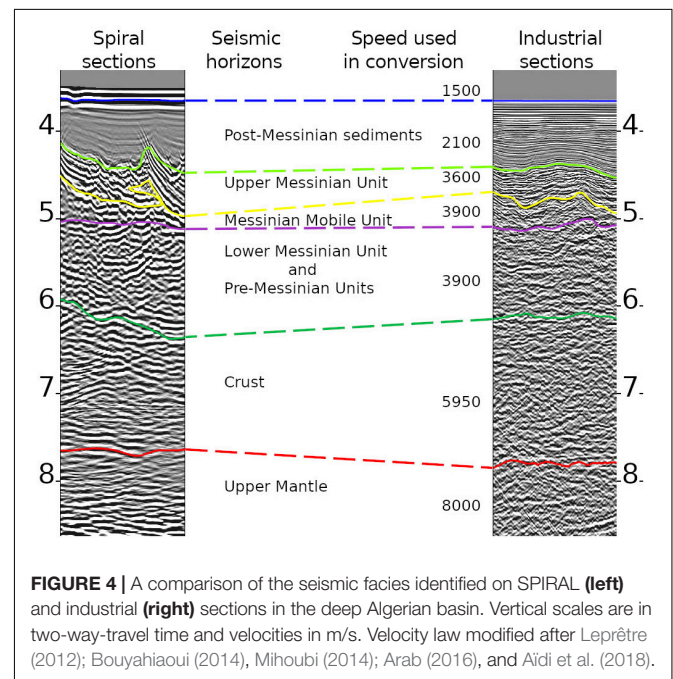 Spiral sections
Seismic horizons
Speed used in conversion
Industrial sections
1500
4
4
Post-Messinian sediments
2100
Upper Messinian Unit
3600
5
5
Messinian Mobile Unit
3900
Lower Messinian Unit
and
Pre-Messinian Units
3900
6
6
Crust
7
7
5950
8
8
Upper Mantle
8000
FIGURE 4 | A comparison of the seismic facies identified on SPIRAL (left)
and industrial (right) sections in the deep Algerian basin. Vertical scales are in
two-way-travel time and velocities in m/s. Velocity law modified after Leprêtre
(2012); Bouyahiaoui (2014), Mihoubi (2014); Arab (2016), and Aïdi et al. (2018).